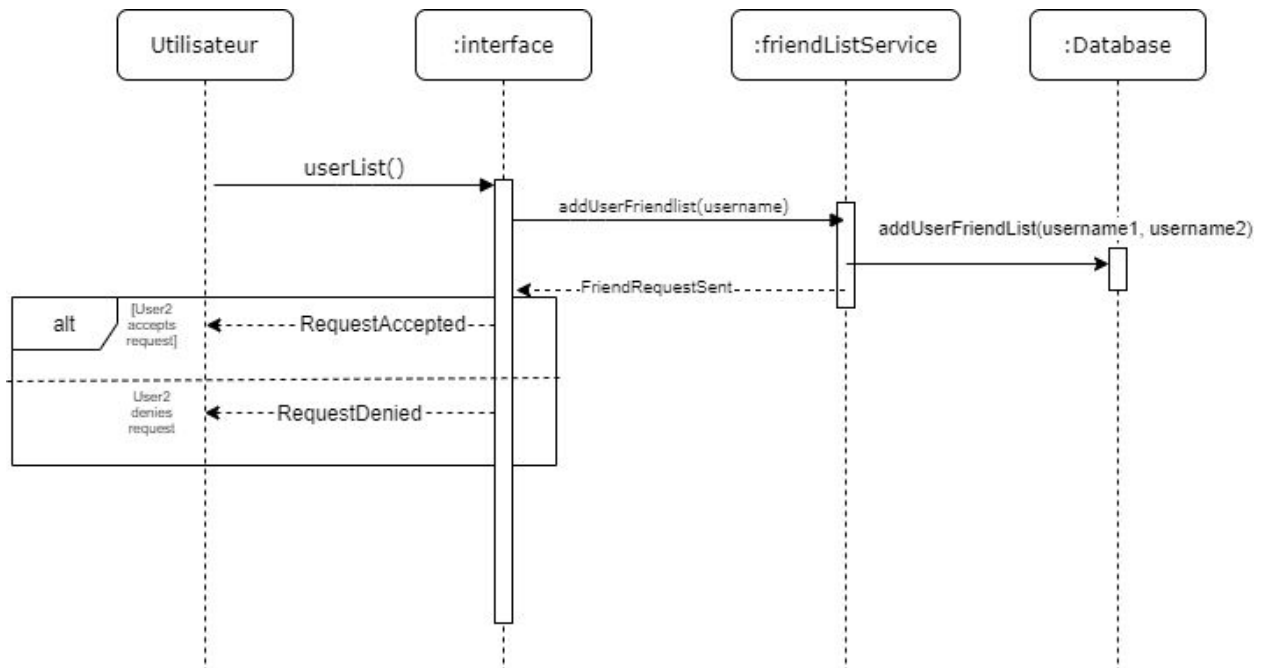 Utilisateur
:interface
:friendListService
:Database
userList()
addUserFriendlist(username)
addUserFriendList(username1, username2)
FriendRequestSent
alt
[User2
accepts
request]
RequestAccepted
User2
denies
request
RequestDenied